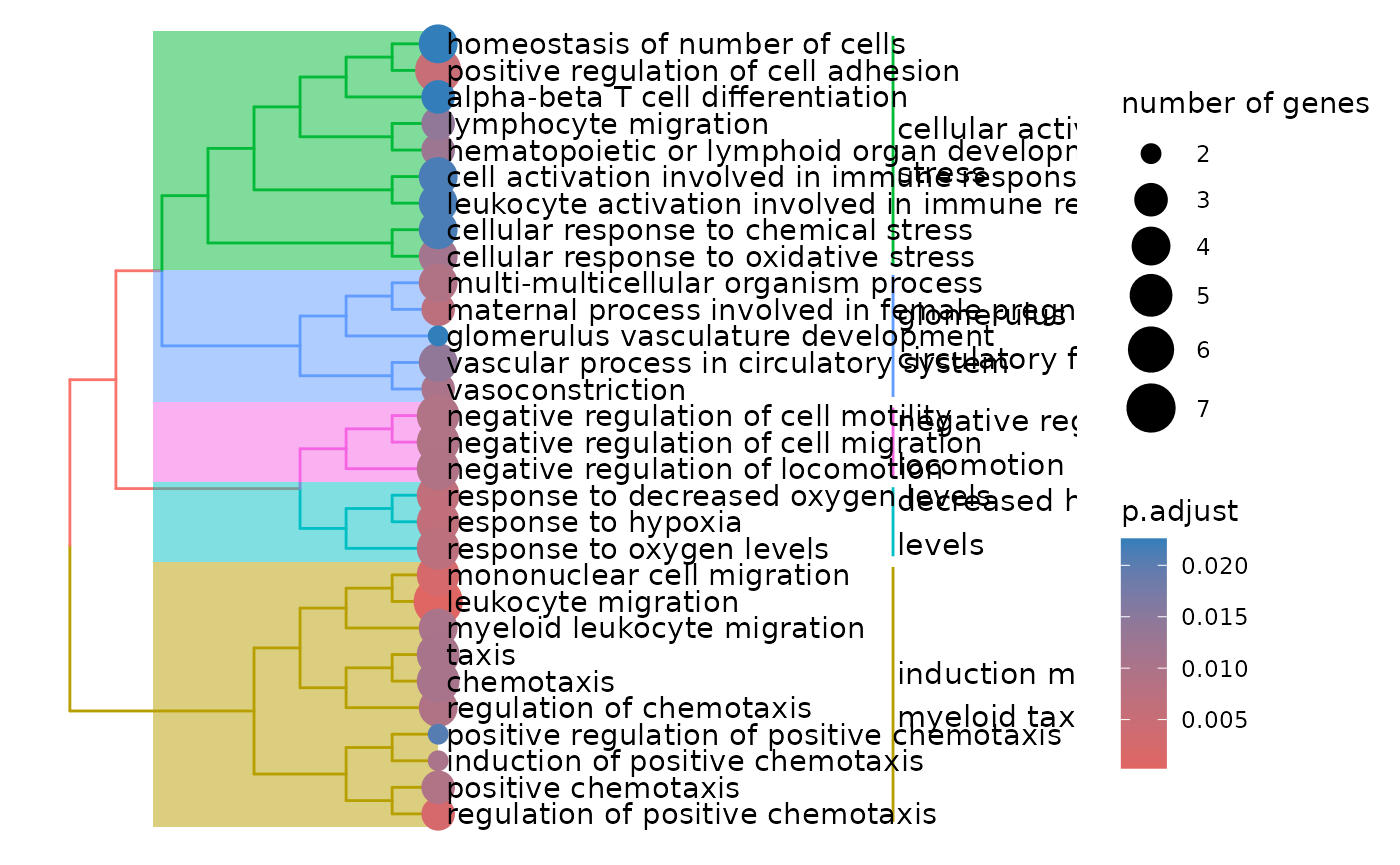 homeostasis of number of cells
positive regulation of cell adhesion
alpha-beta T cell differentiation
lymphocyte migration
hematopoietic or lymphoid organ developm
cell activation involved in immune respons
leukocyte activation involved in immune re
cellular response to chemical stress
cellular response to oxidative stress
multi-multicellular organism process
maternal process involved in female pregn
glomerulus vasculature development
vascular process in circulatory system
vasoconstriction
negative regulation of cell motility
negative regulation of cell migration
negative regulation of locomotion
response to decreased oxygen levels
response to hypoxia
response to oxygen levels
mononuclear cell migration
leukocyte migration
myeloid leukocyte migration
taxis
chemotaxis
regulation of chemotaxis
positive regulation of positive chemotaxis
induction of positive chemotaxis
positive chemotaxis
regulation of positive chemotaxis
cellular activ
stress
glomerulus
circulatory f
negative reg
locomotion
decreased h
levels
induction m
myeloid tax
number of genes
2
3
4
5
6
7
p.adjust
0.020
0.015
0.010
0.005